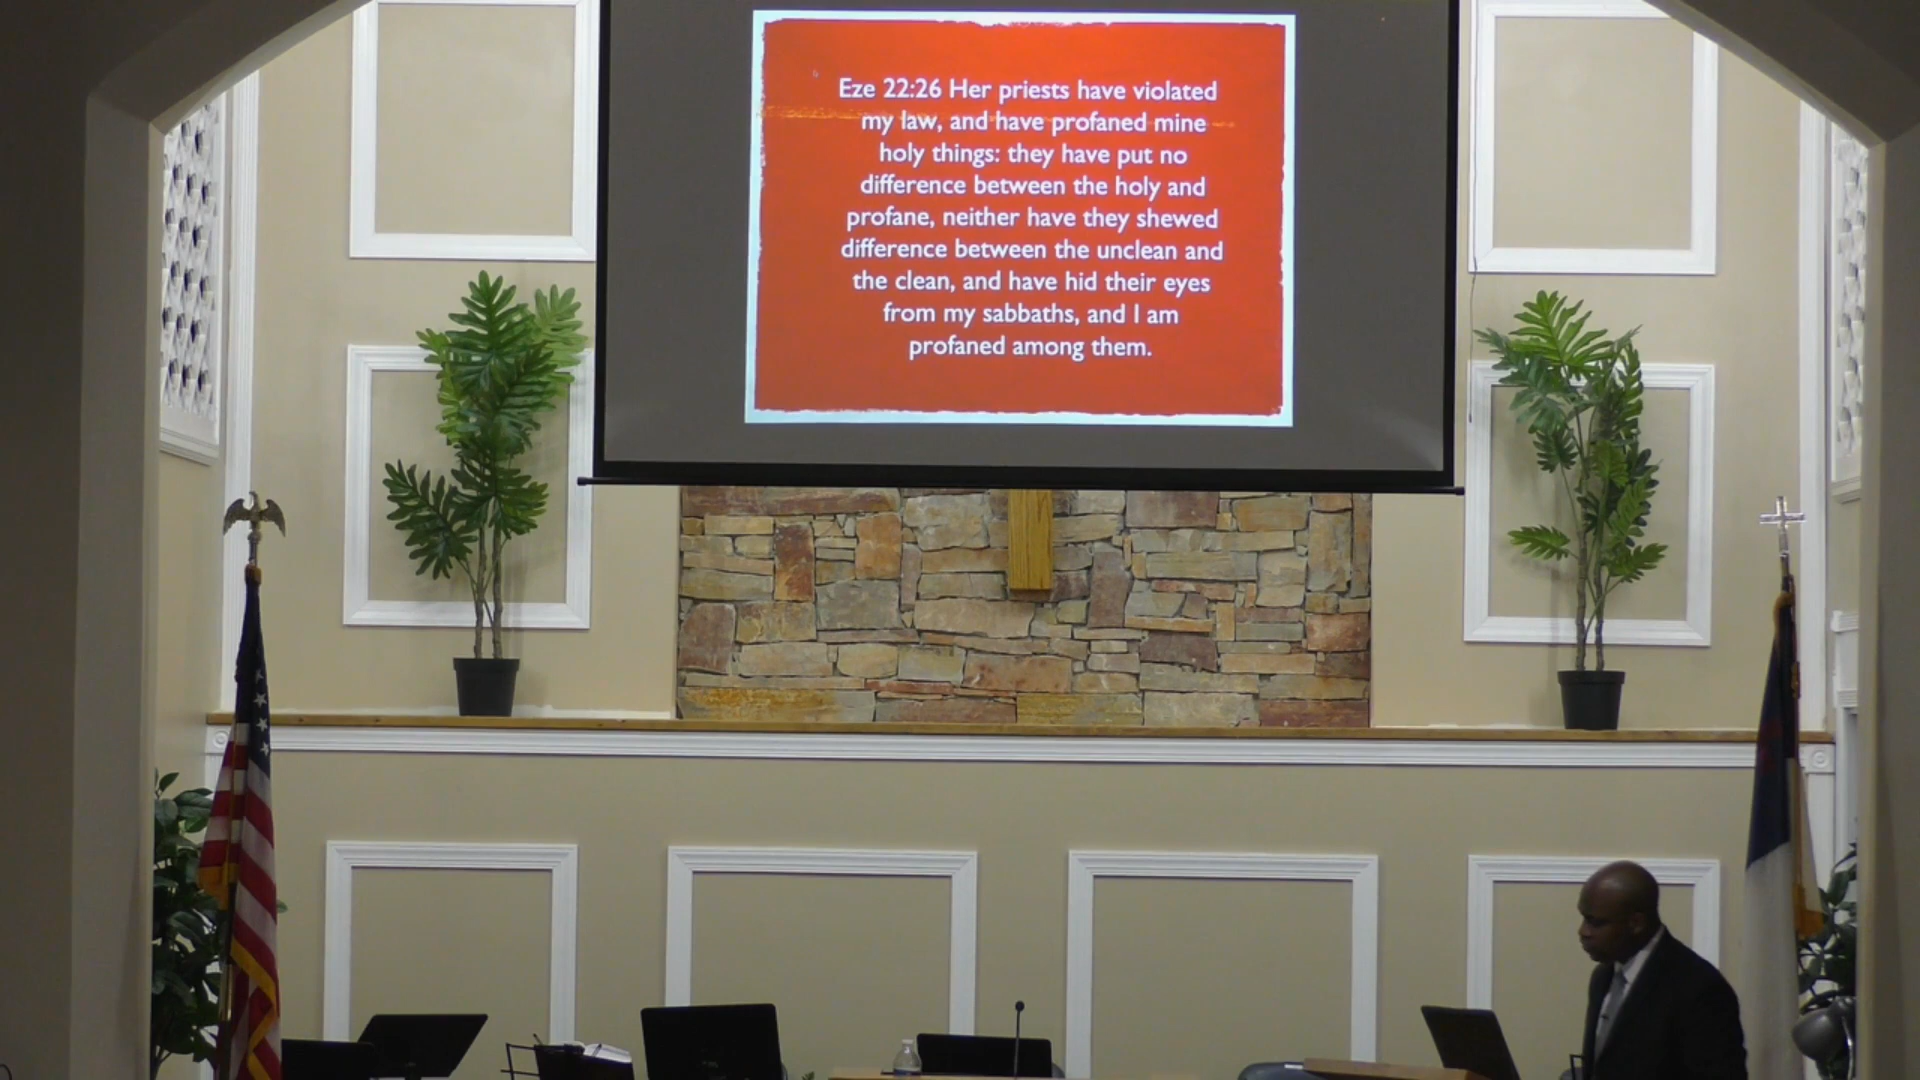 Eze 22:26 Her priests have violated
my law, and have profaned mine
holy things: they have put no
difference between the holy and
profane, neither have they shewed
difference between the unclean and
the clean, and have hid their eyes
from my sabbaths, and I am
profaned among them.